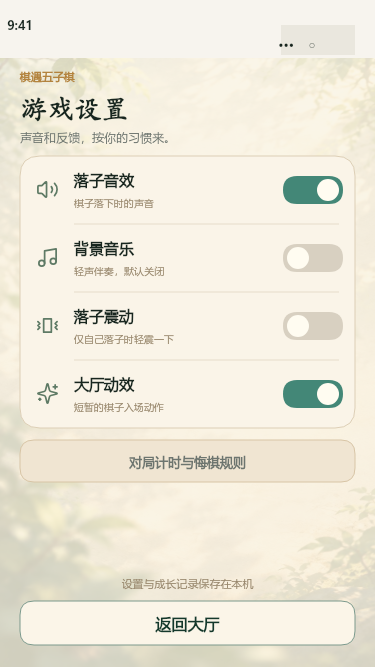 9:41
棋遇五子棋
游戏设置
声音和反馈，按你的习惯来。
落子音效
棋子落下时的声音
背景音乐
轻声伴奏，默认关闭
落子震动
仅自己落子时轻震一下
大厅动效
短暂的棋子入场动作
对局计时与悔棋规则
设置与成长记录保存在本机
返回大厅